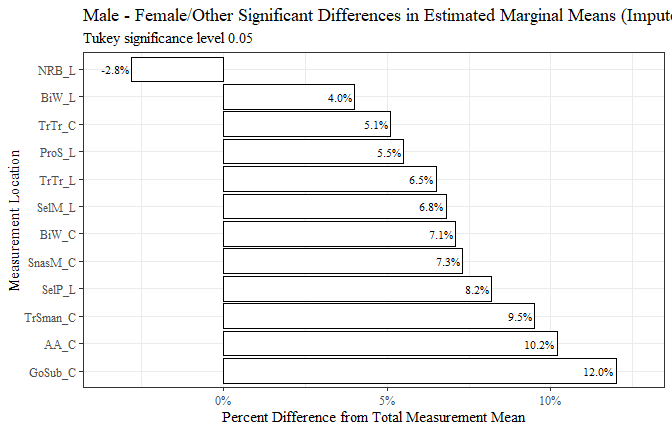 Male - Female/Other Significant Differences in Estimated Marginal Means (Impute
Tukey significance level 0.05
Measurement Location
NRB_L -2.8%
BiW_L 4.0%
TrTr_C 5.1%
ProS_L 5.5%
TrTr_L 6.5%
SelM_L 6.8%
BiW_C 7.1%
SnasM_C 7.3%
SelP_L 8.2%
TrSman_C 9.5%
AA_C 10.2%
GoSub_C 12.0%
0% 5% 10%
Percent Difference from Total Measurement Mean